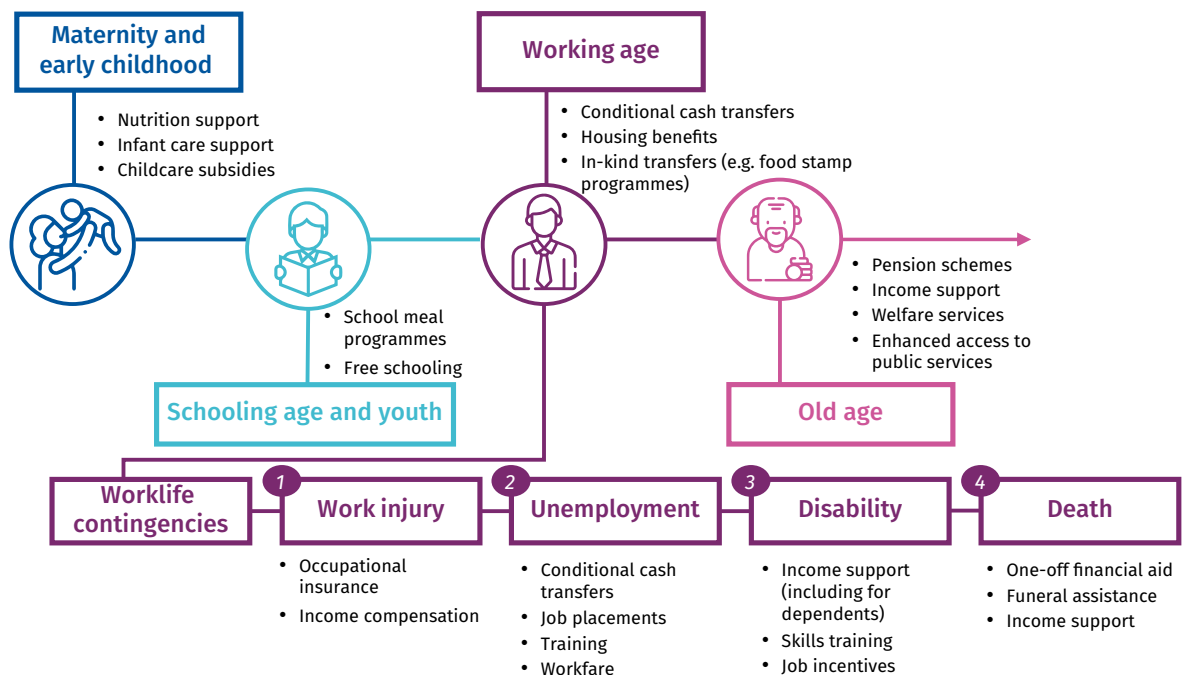 Maternity and
early childhood
• Nutrition support
• Infant care support
• Childcare subsidies
Working age
• Conditional cash transfers
• Housing benefits
• In-kind transfers (e.g. food stamp
programmes)
• School meal
programmes
• Free schooling
Schooling age and youth
• Pension schemes
• Income support
• Welfare services
• Enhanced access to
public services
Old age
Worklife
contingencies
1
Work injury
• Occupational
insurance
• Income compensation
2
Unemployment
• Conditional cash
transfers
• Job placements
• Training
• Workfare
3
Disability
• Income support
(including for
dependents)
• Skills training
• Job incentives
4
Death
• One-off financial aid
• Funeral assistance
• Income support